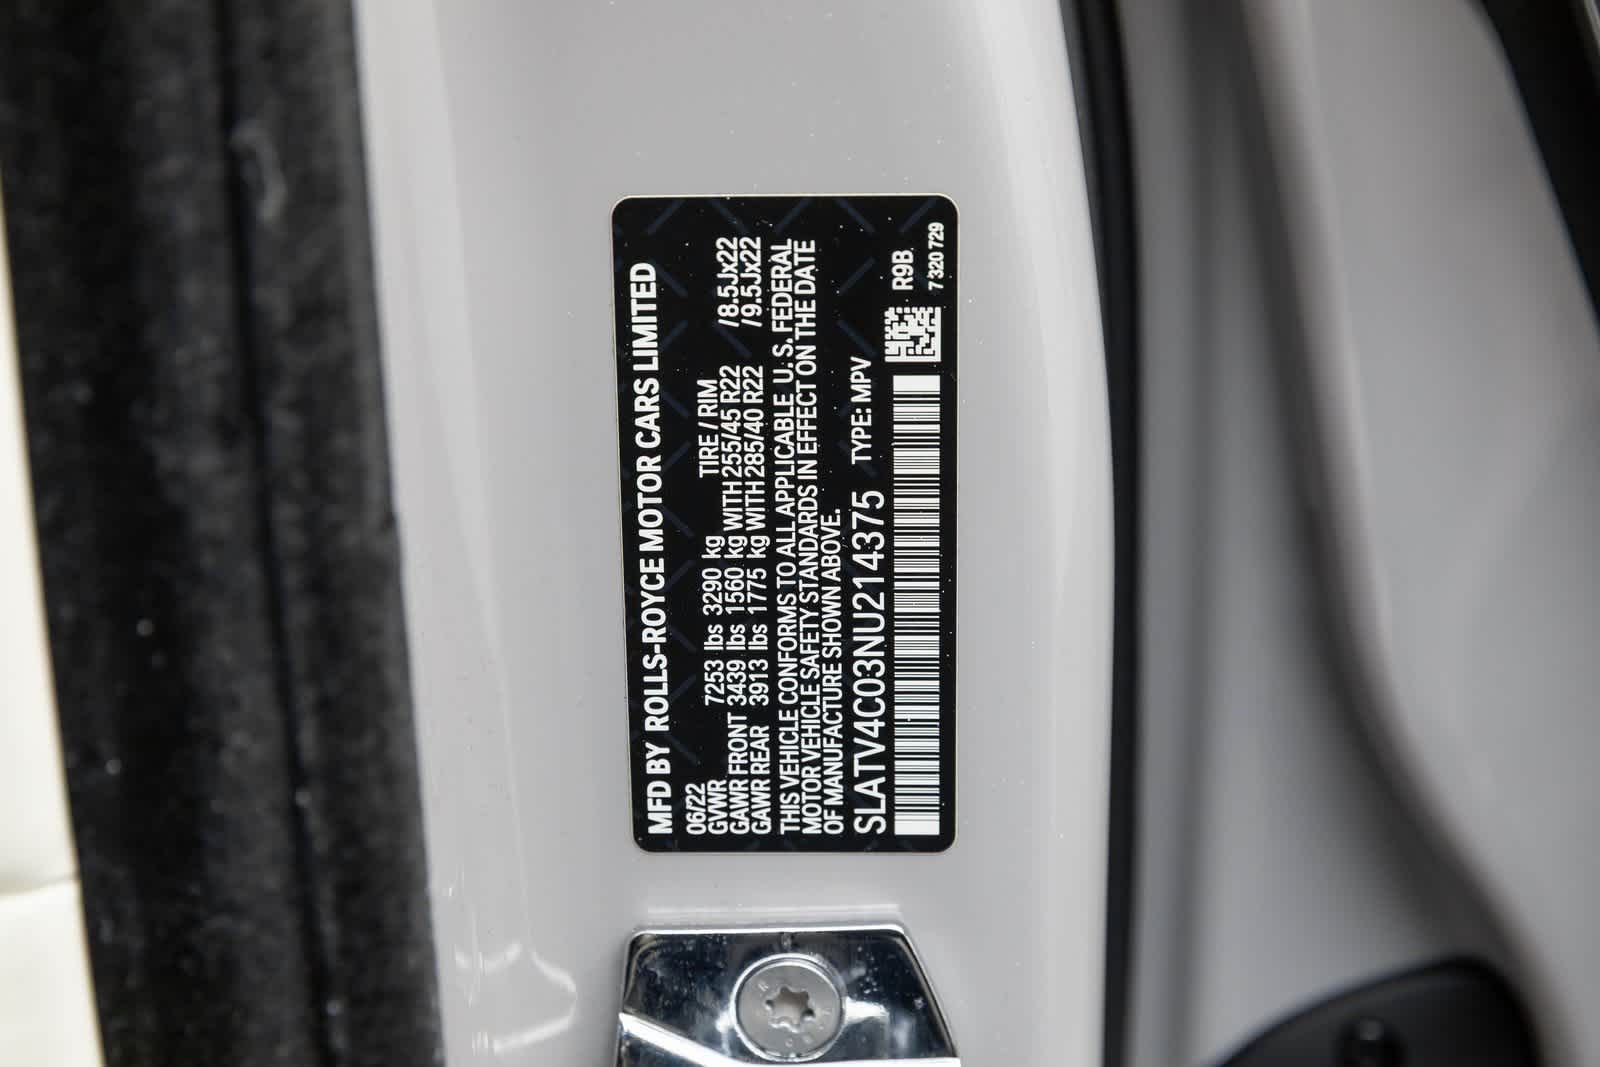 MFD BY ROLLS-ROYCE MOTOR CARS LIMITED
06/22
GVWR 7253 lbs 3290 kg TIRE / RIM
GAWR FRONT 3439 lbs 1560 kg WITH 255/45 R22 / 8.5Jx22
GAWR REAR 3913 lbs 1775 kg WITH 285/40 R22 / 9.5Jx22
THIS VEHICLE CONFORMS TO ALL APPLICABLE U. S. FEDERAL
MOTOR VEHICLE SAFETY STANDARDS IN EFFECT ON THE DATE
OF MANUFACTURE SHOWN ABOVE.
SLATV4C03NU214375 TYPE: MPV
R9B
7 320 729